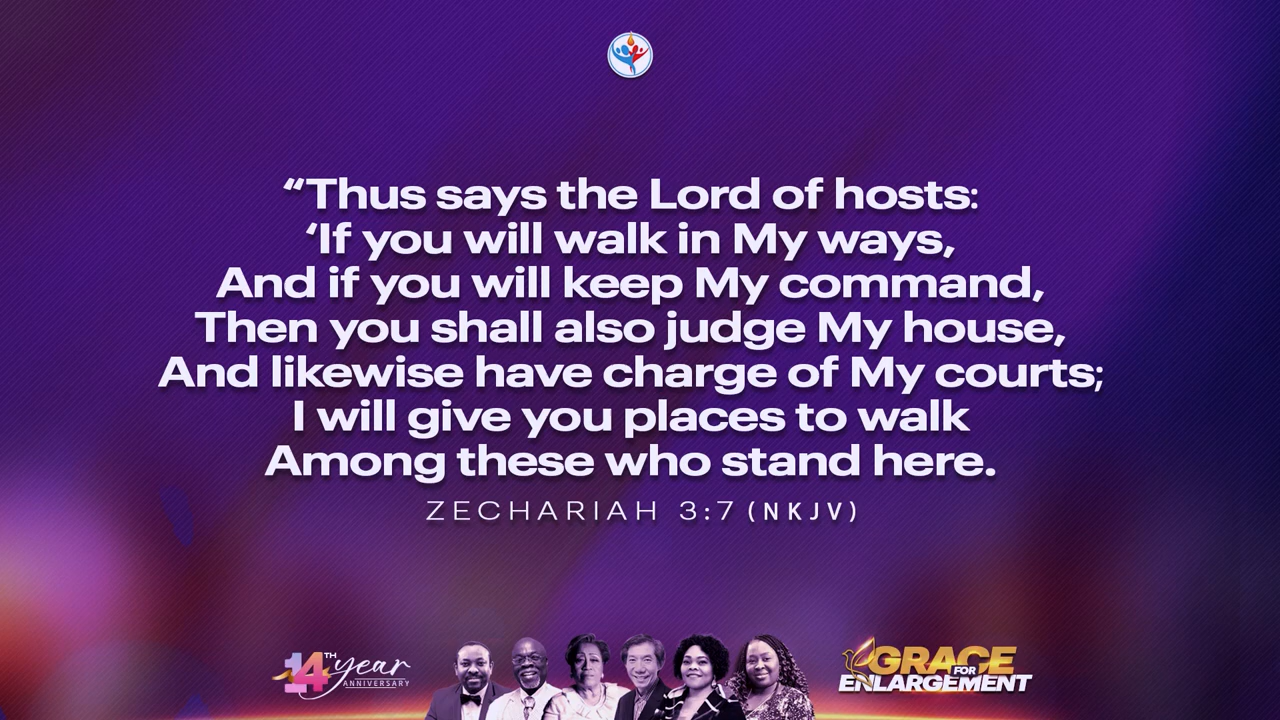 “Thus says the Lord of hosts:
‘If you will walk in My ways,
And if you will keep My command,
Then you shall also judge My house,
And likewise have charge of My courts;
I will give you places to walk
Among these who stand here.
ZECHARIAH 3:7 (NKJV)
14TH year
ANNIVERSARY
GRACE
FOR
ENLARGEMENT